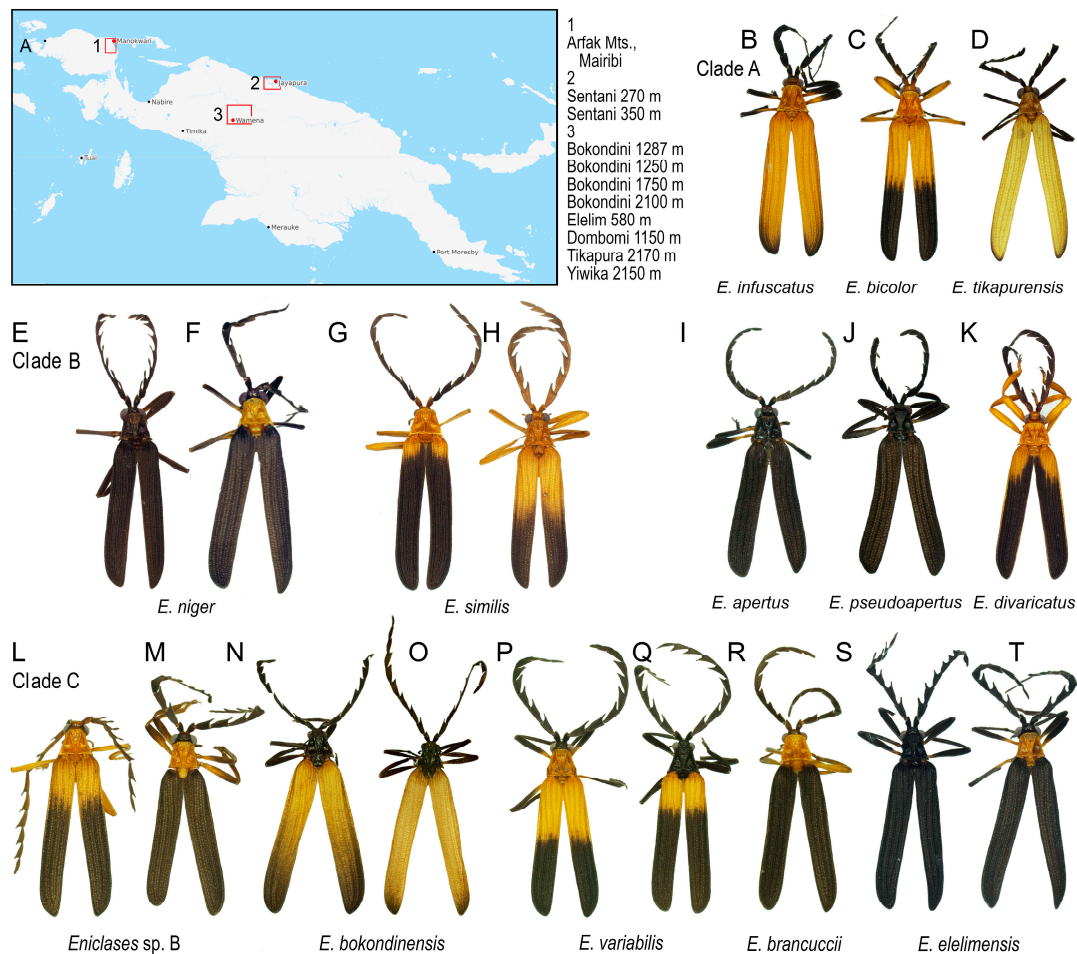 A
1
Manokwari
2
Jayapura
Nabire
3
Wamena
Timika
Tual
Merauke
Port Moresby
1
Arfak Mts.,
Mairibi
2
Sentani 270 m
Sentani 350 m
3
Bokondini 1287 m
Bokondini 1250 m
Bokondini 1750 m
Bokondini 2100 m
Elelim 580 m
Dombomi 1150 m
Tikapura 2170 m
Yiwika 2150 m
B C D
Clade A
E. infuscatus E. bicolor E. tikapurensis
E F G H I J K
Clade B
E. niger E. similis E. apertus E. pseudoapertus E. divaricatus
L M N O P Q R S T
Clade C
Eniclases sp. B E. bokondinensis E. variabilis E. brancuccii E. elelimensis